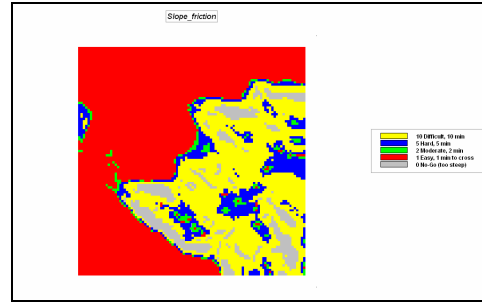 Slope_friction
10 Difficult, 10 min
5 Hard, 5 min
2 Moderate, 2 min
1 Easy, 1 min to cross
0 No-Go (too steep)